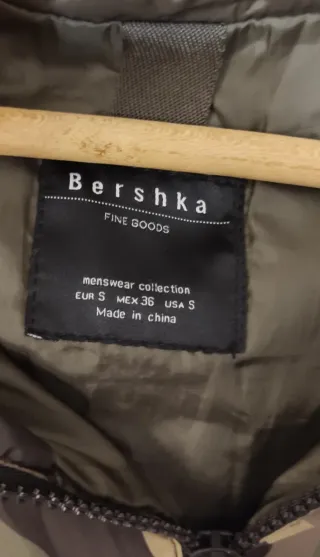 Bershka
FINE GOODS
menswear collection
EUR S MEX 36 USA S
Made in china